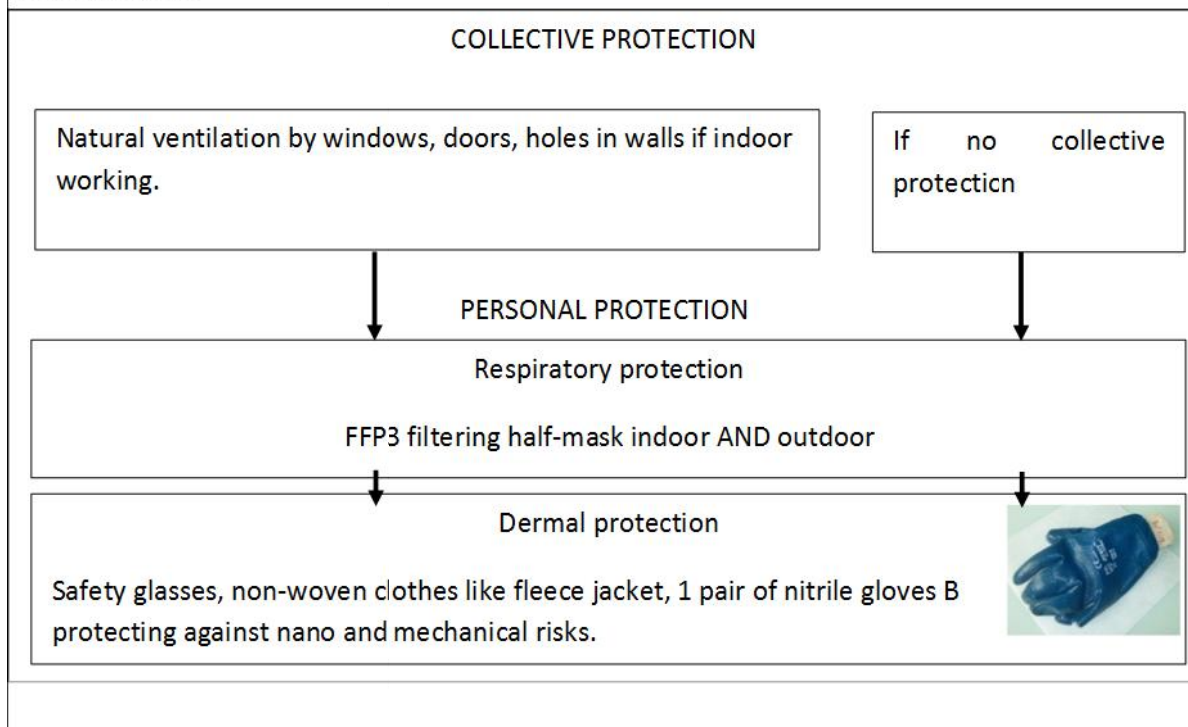 COLLECTIVE PROTECTION
Natural ventilation by windows, doors, holes in walls if indoor
working.
If no collective
protection
PERSONAL PROTECTION
Respiratory protection
FFP3 filtering half-mask indoor AND outdoor
Dermal protection
Safety glasses, non-woven clothes like fleece jacket, 1 pair of nitrile gloves B
protecting against nano and mechanical risks.